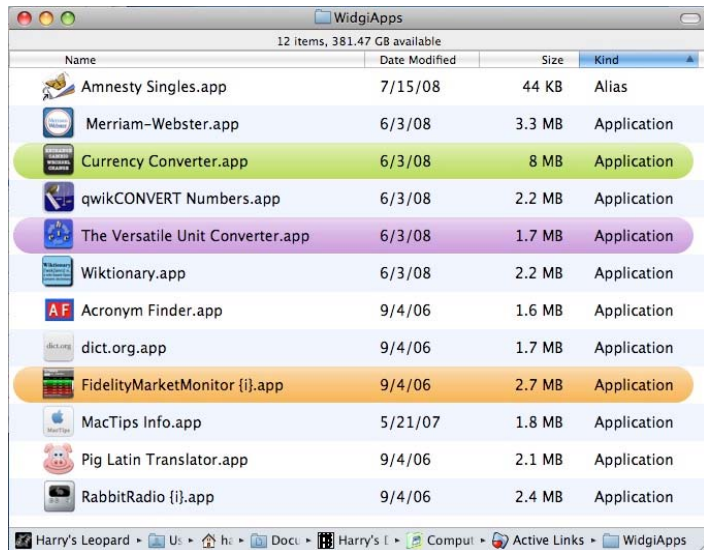 WidgiApps
12 items, 381.47 GB available
Name Date Modified Size Kind
Amnesty Singles.app 7/15/08 44 KB Alias
Merriam-Webster.app 6/3/08 3.3 MB Application
Currency Converter.app 6/3/08 8 MB Application
qwikCONVERT Numbers.app 6/3/08 2.2 MB Application
The Versatile Unit Converter.app 6/3/08 1.7 MB Application
Wiktionary.app 6/3/08 2.2 MB Application
AF Acronym Finder.app 9/4/06 1.6 MB Application
dict.org dict.org.app 9/4/06 1.7 MB Application
FidelityMarketMonitor {i}.app 9/4/06 2.7 MB Application
MacTips Info.app 5/21/07 1.8 MB Application
Pig Latin Translator.app 9/4/06 2.1 MB Application
RabbitRadio {i}.app 9/4/06 2.4 MB Application
Harry's Leopard ▸ Us ▸ ha ▸ Docu ▸ Harry's D ▸ Comput ▸ Active Links ▸ WidgiApps